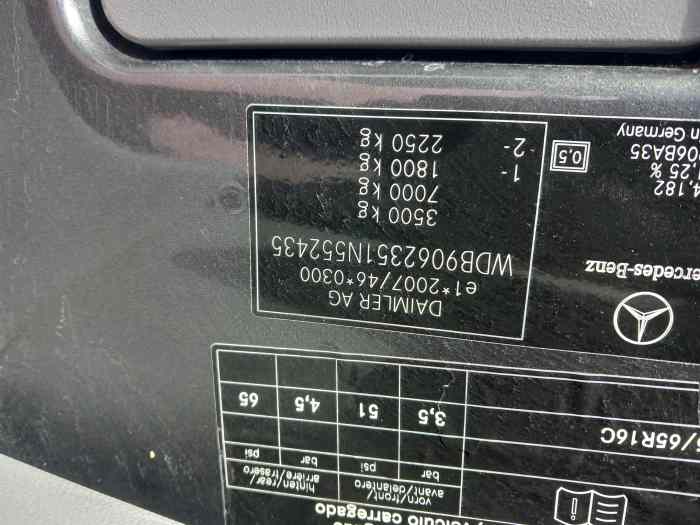 veículo carregado
vorn/front/
avant/delantero
hinten/rear/
arrière/trasero
bar
psi
bar
psi
/65R16C
3,5
51
4,5
65
DAIMLER AG
e1*2007/46*0300
WDB9062351N552435
3500 kg
7000 kg
1- 1800 kg
2- 2250 kg
ercedes-Benz
4,182
,25 %
06BA35
n Germany
0.5